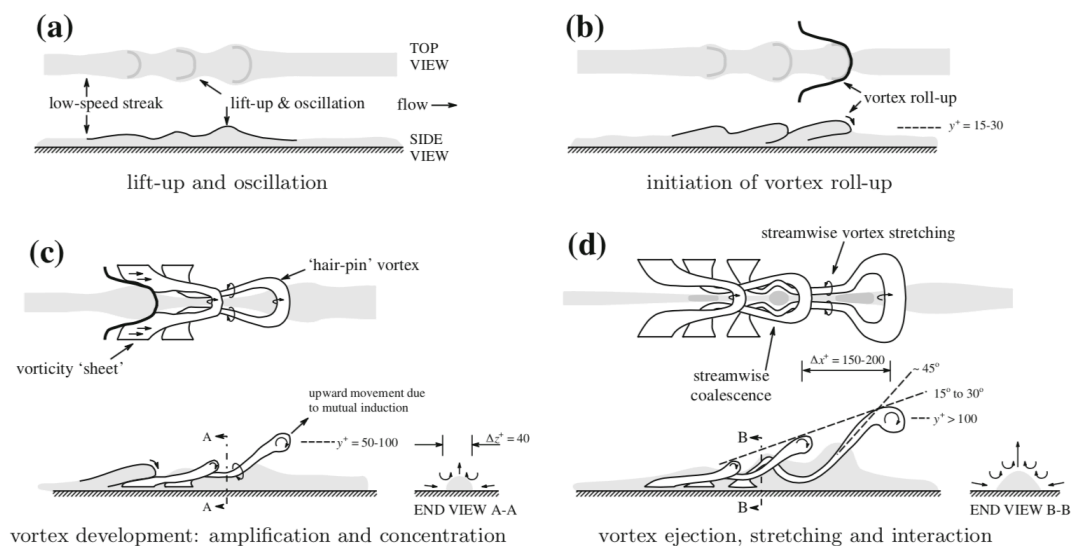 (a)
TOP
VIEW
low-speed streak
lift-up & oscillation
flow
SIDE
VIEW
lift-up and oscillation
(b)
vortex roll-up
y⁺ = 15-30
initiation of vortex roll-up
(c)
'hair-pin' vortex
vorticity 'sheet'
upward movement due
to mutual induction
A
y⁺ = 50-100
Δz⁺ = 40
A
END VIEW A-A
vortex development: amplification and concentration
(d)
streamwise vortex stretching
streamwise
coalescence
Δx⁺ = 150-200
~ 45°
15° to 30°
y⁺ > 100
B
B
END VIEW B-B
vortex ejection, stretching and interaction